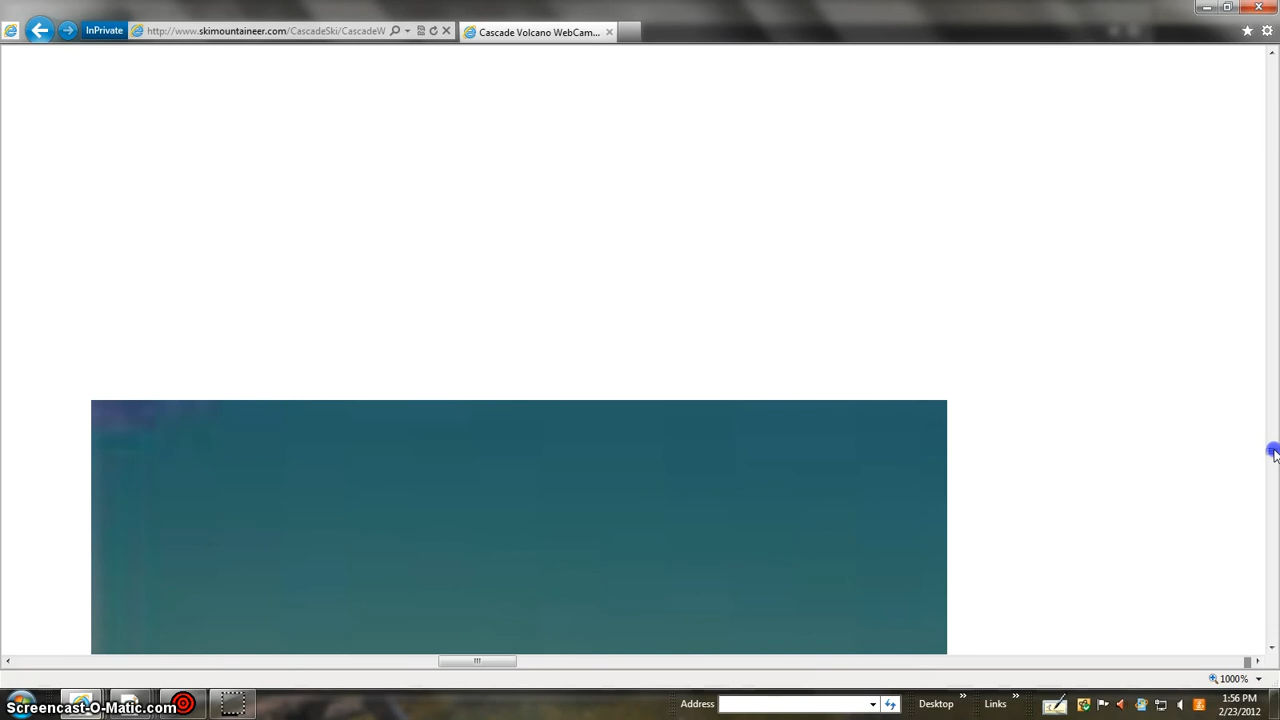 InPrivate
http://www.skimountaineer.com/CascadeSki/CascadeW
Cascade Volcano WebCam...
1000%
Address
Desktop
Links
1:56 PM
2/23/2012
Screencast-O-Matic.com